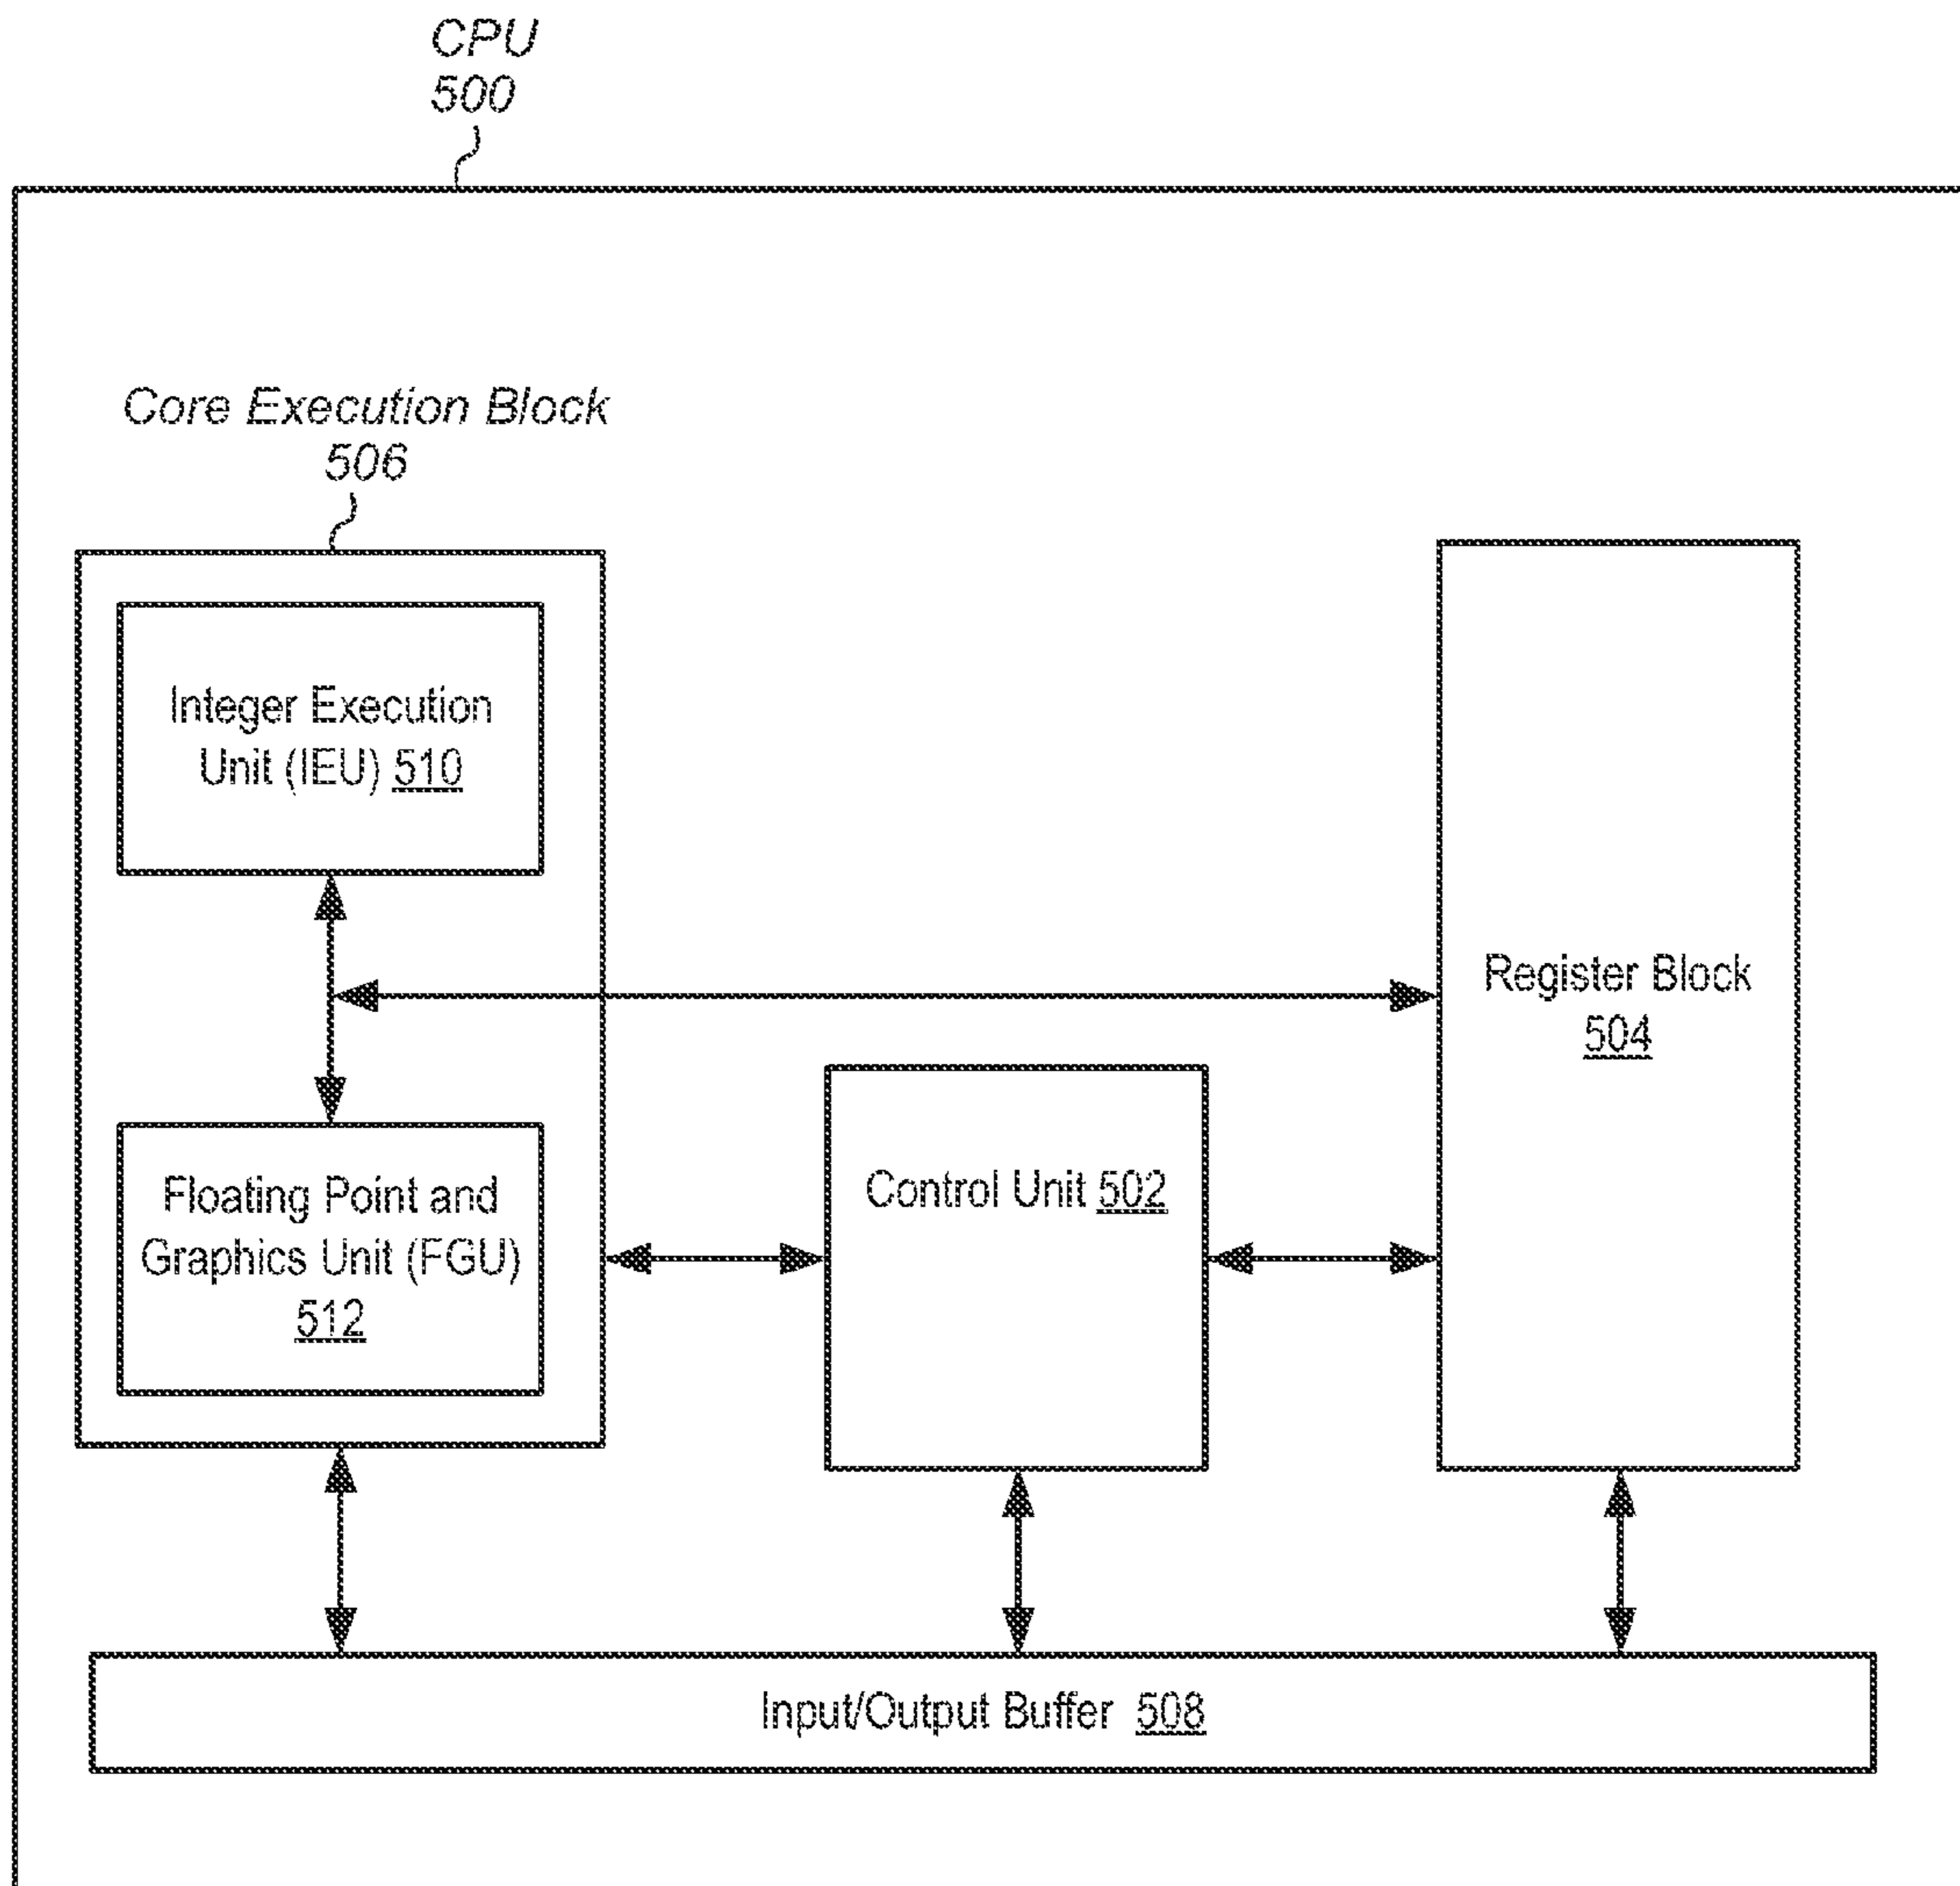 CPU
500
Core Execution Block
506
Integer Execution
Unit (IEU) 510
Register Block
504
Floating Point and
Graphics Unit (FGU)
512
Control Unit 502
Input/Output Buffer 508